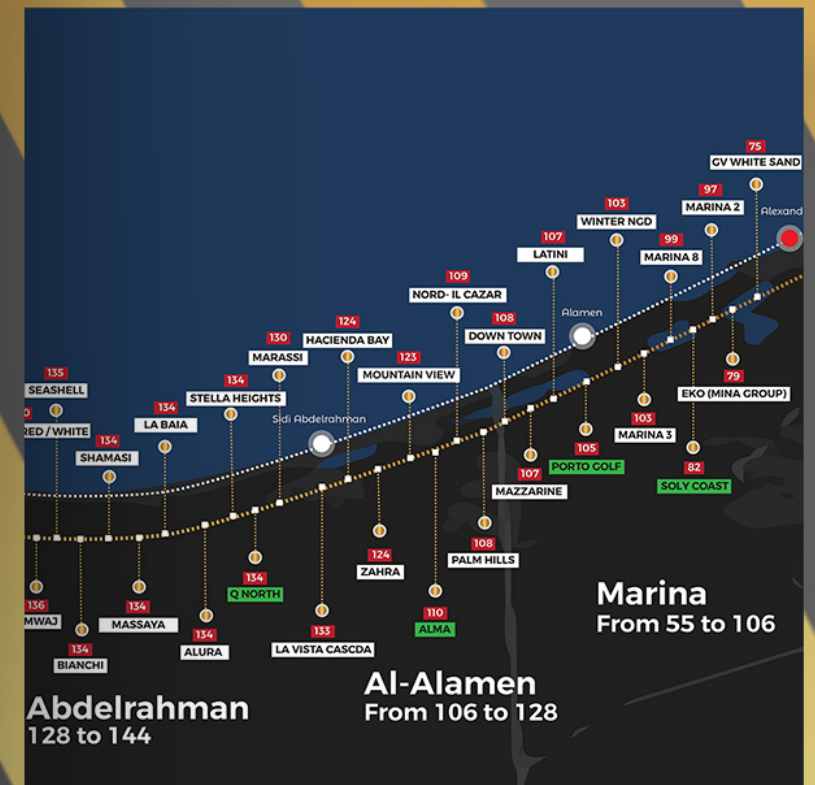 75
GV WHITE SAND
97
MARINA 2
Alexand
103
WINTER NGD
99
MARINA 8
107
LATINI
109
NORD- IL CAZAR
Alamen
108
DOWN TOWN
124
HACIENDA BAY
130
MARASSI
123
MOUNTAIN VIEW
134
STELLA HEIGHTS
135
SEASHELL
134
LA BAIA
Sidi Abdelrahman
0
RED / WHITE
134
SHAMASI
79
EKO (MINA GROUP)
103
MARINA 3
105
PORTO GOLF
82
SOLY COAST
107
MAZZARINE
108
PALM HILLS
124
ZAHRA
134
Q NORTH
110
ALMA
136
MWAJ
134
MASSAYA
134
ALURA
133
LA VISTA CASCDA
134
BIANCHI
Marina
From 55 to 106
Al-Alamen
From 106 to 128
Abdelrahman
128 to 144